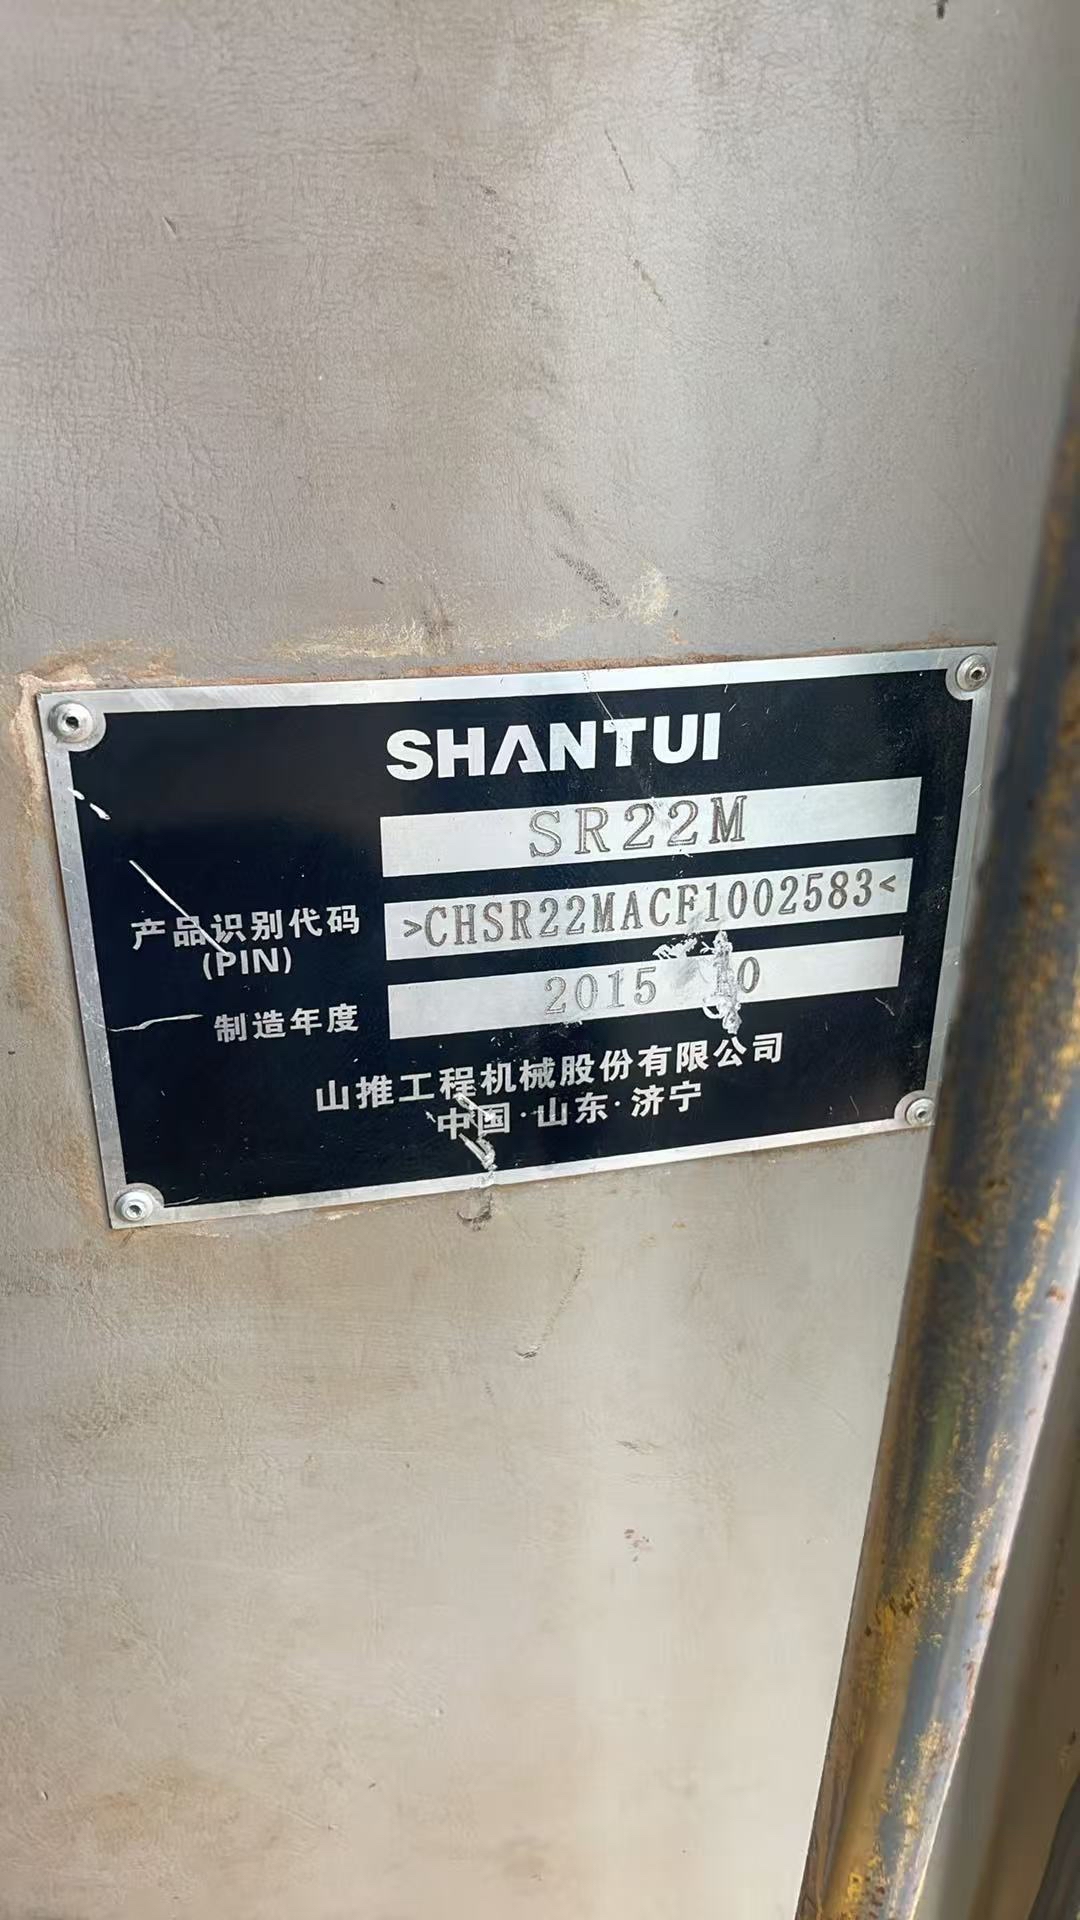 SHANTUI
SR22M
产品识别代码 >CHSR22MACF1002583<
(PIN)
制造年度 2015 10
山推工程机械股份有限公司
中国·山东·济宁